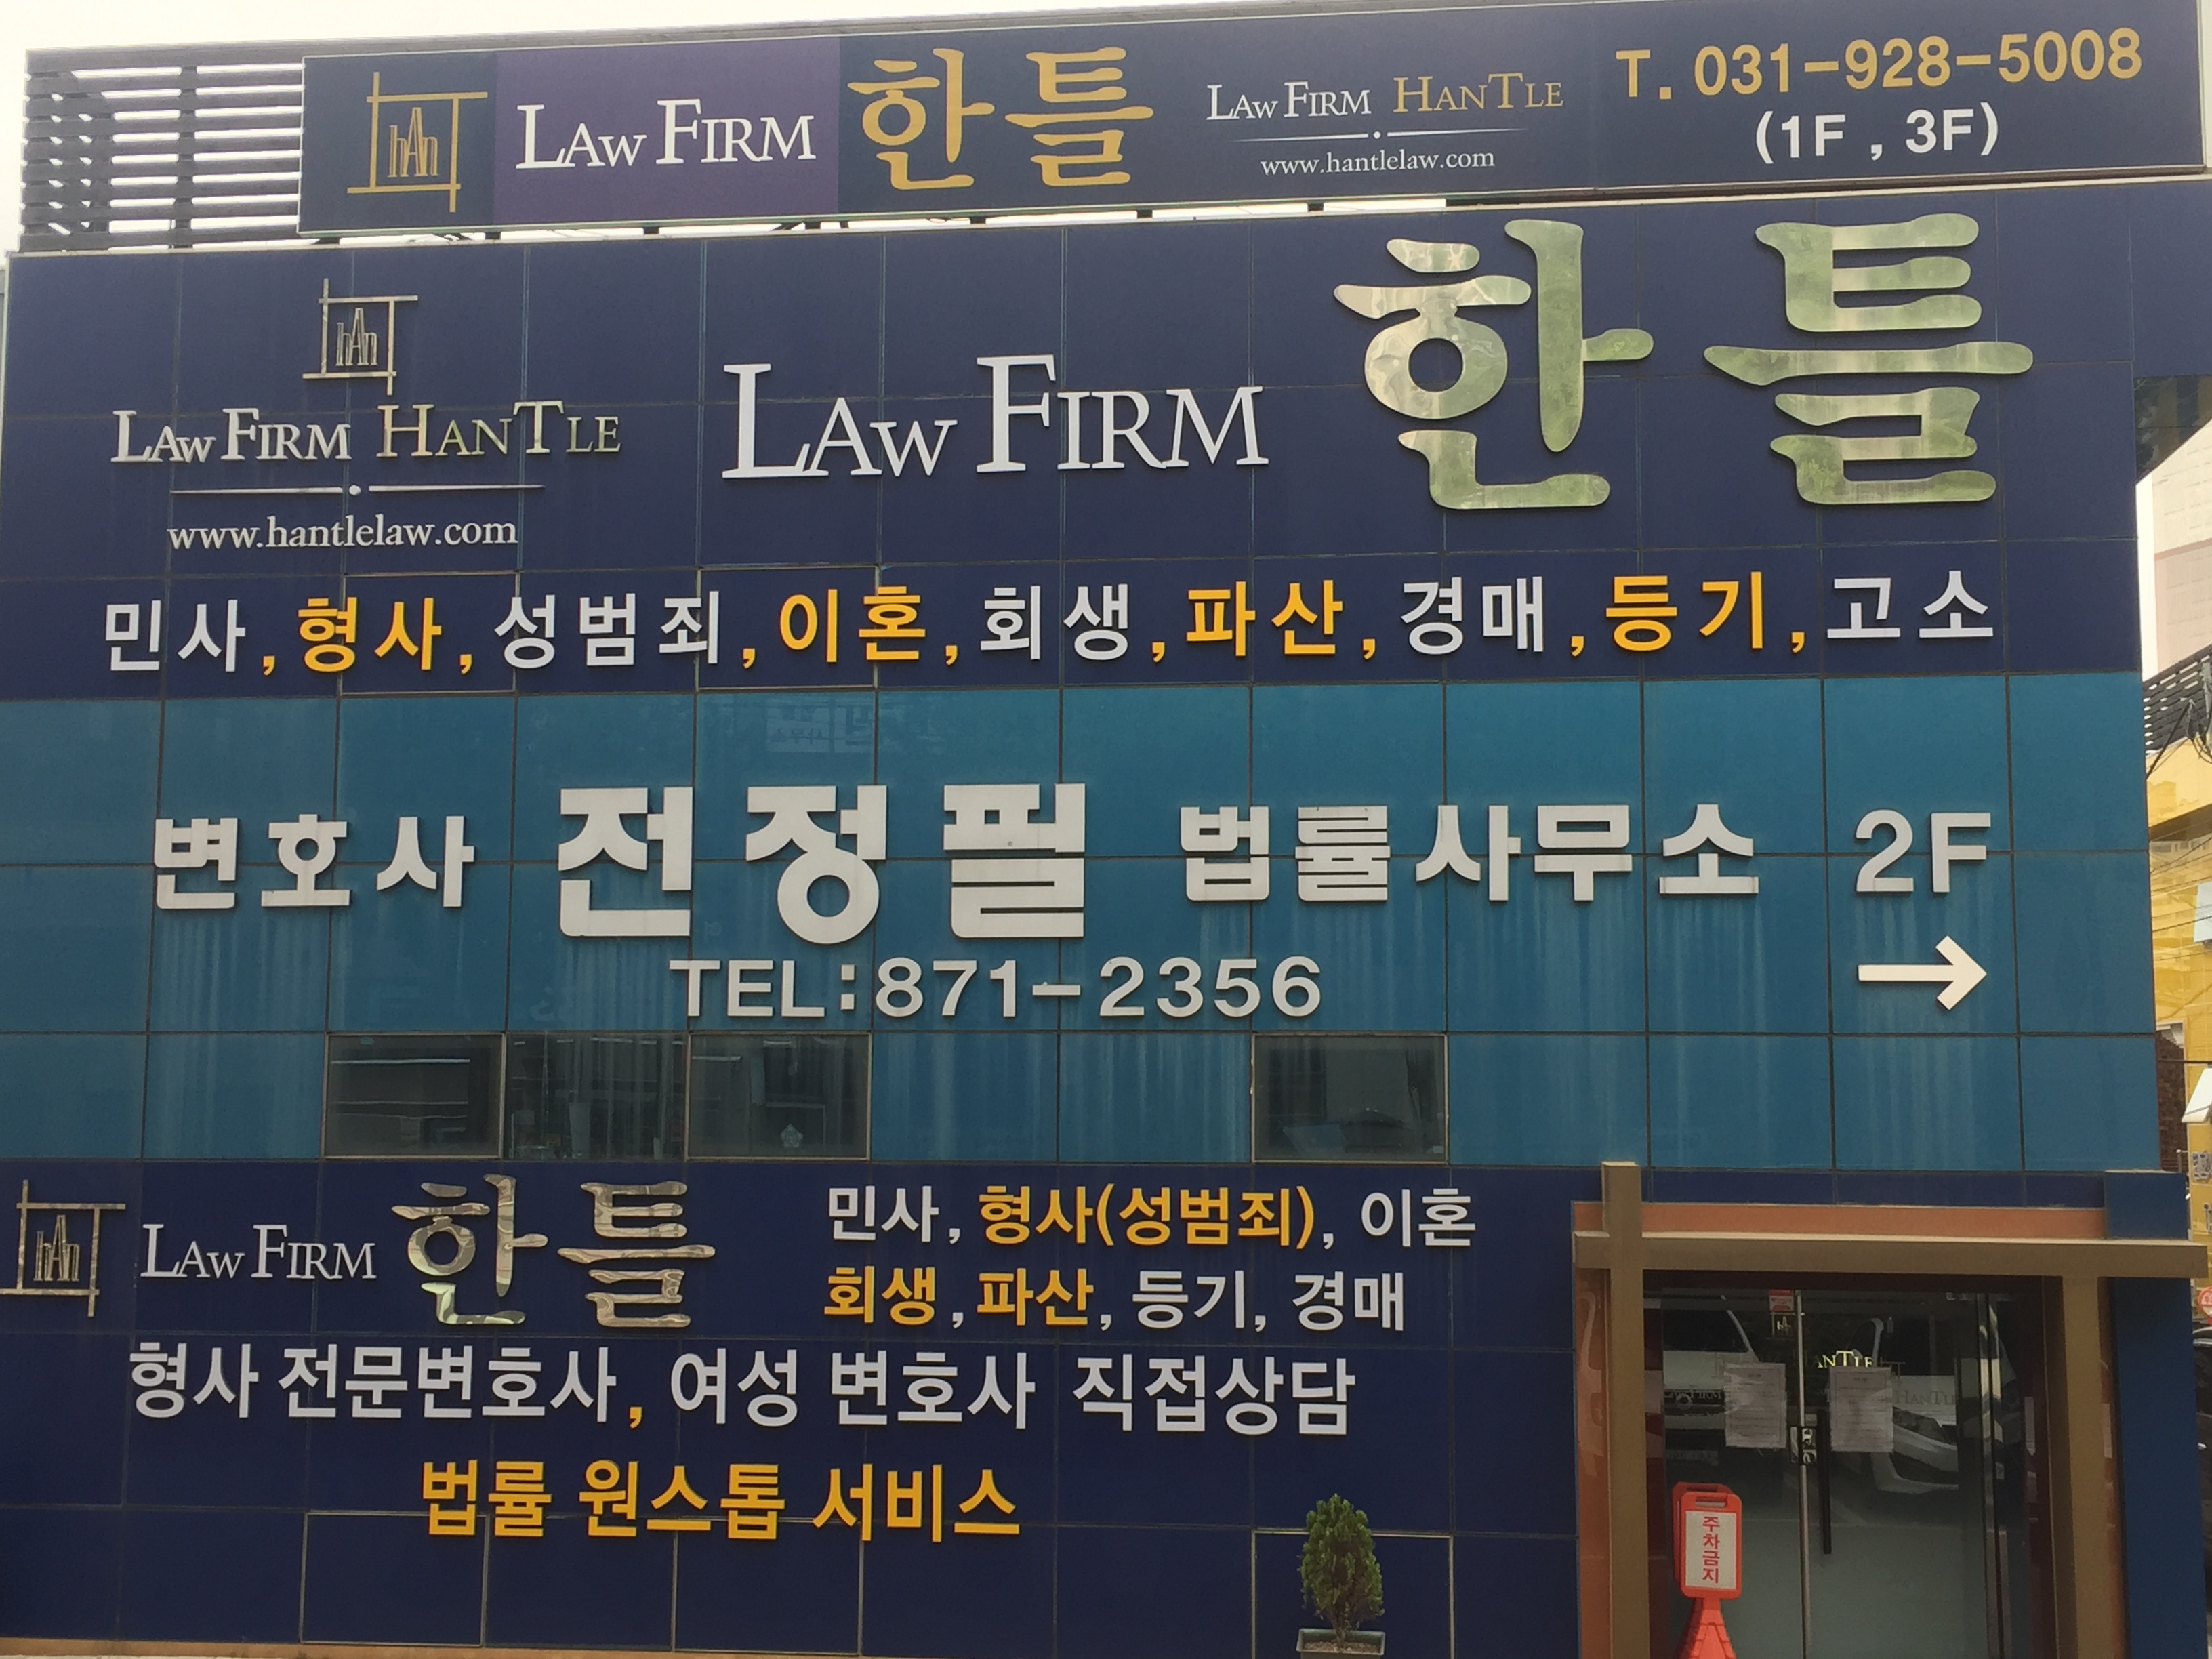 hAn LAW FIRM 한틀 LAW FIRM HANTLE T. 031-928-5008
www.hantlelaw.com (1F , 3F)
hAn
LAW FIRM HANTLE LAW FIRM 한틀
www.hantlelaw.com
민사, 형사, 성범죄, 이혼, 회생, 파산, 경매, 등기, 고소
변호사 전정필 법률사무소 2F
TEL:871-2356 →
hAn LAW FIRM 한틀 민사, 형사(성범죄), 이혼
회생, 파산, 등기, 경매
형사 전문변호사, 여성 변호사 직접상담
법률 원스톱 서비스
주차금지